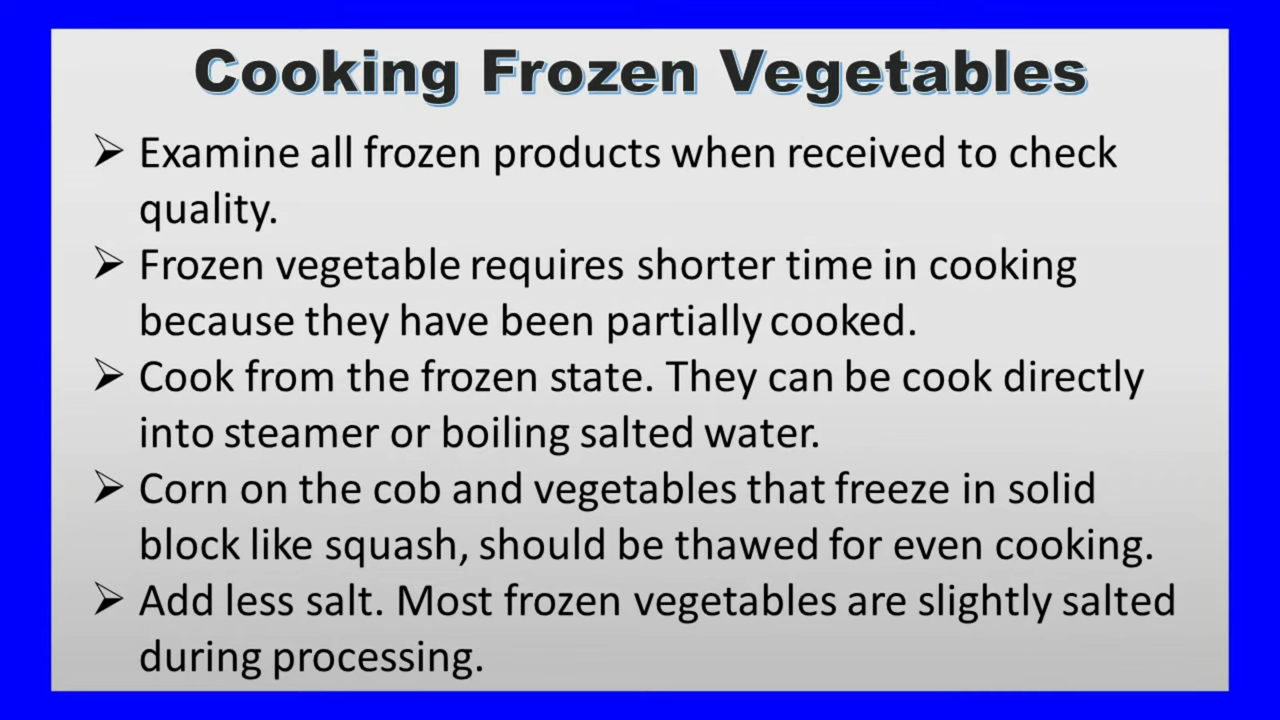 Cooking Frozen Vegetables
➢ Examine all frozen products when received to check
quality.
➢ Frozen vegetable requires shorter time in cooking
because they have been partially cooked.
➢ Cook from the frozen state. They can be cook directly
into steamer or boiling salted water.
➢ Corn on the cob and vegetables that freeze in solid
block like squash, should be thawed for even cooking.
➢ Add less salt. Most frozen vegetables are slightly salted
during processing.